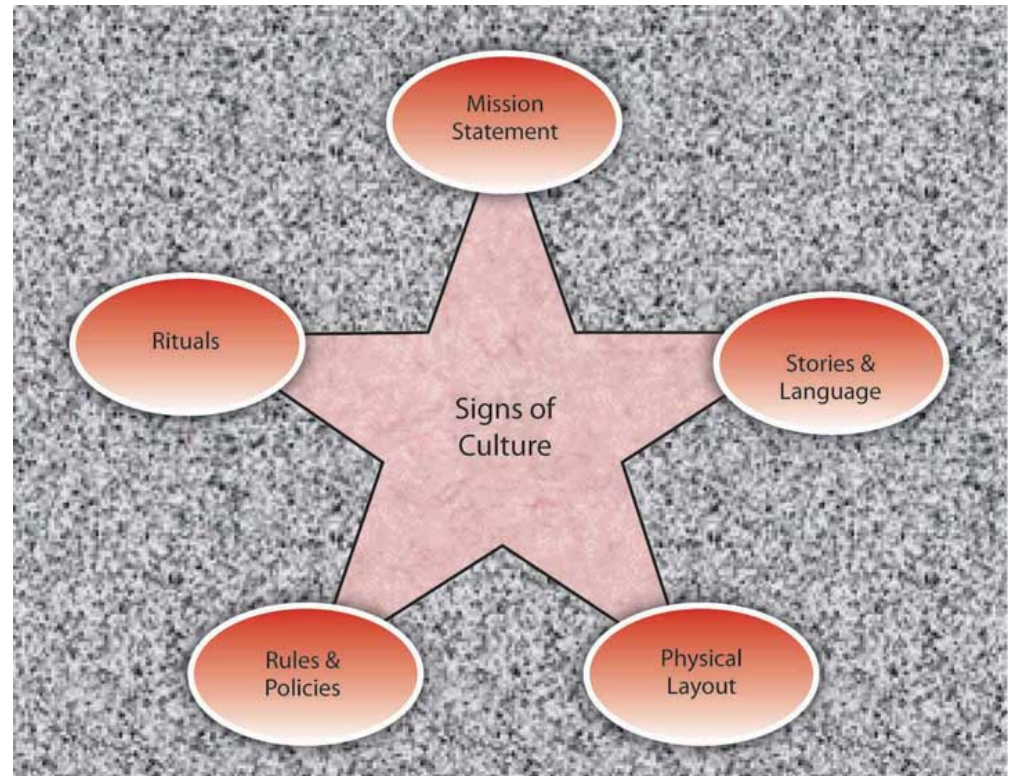 Mission
Statement
Rituals
Stories &
Language
Signs of
Culture
Rules &
Policies
Physical
Layout